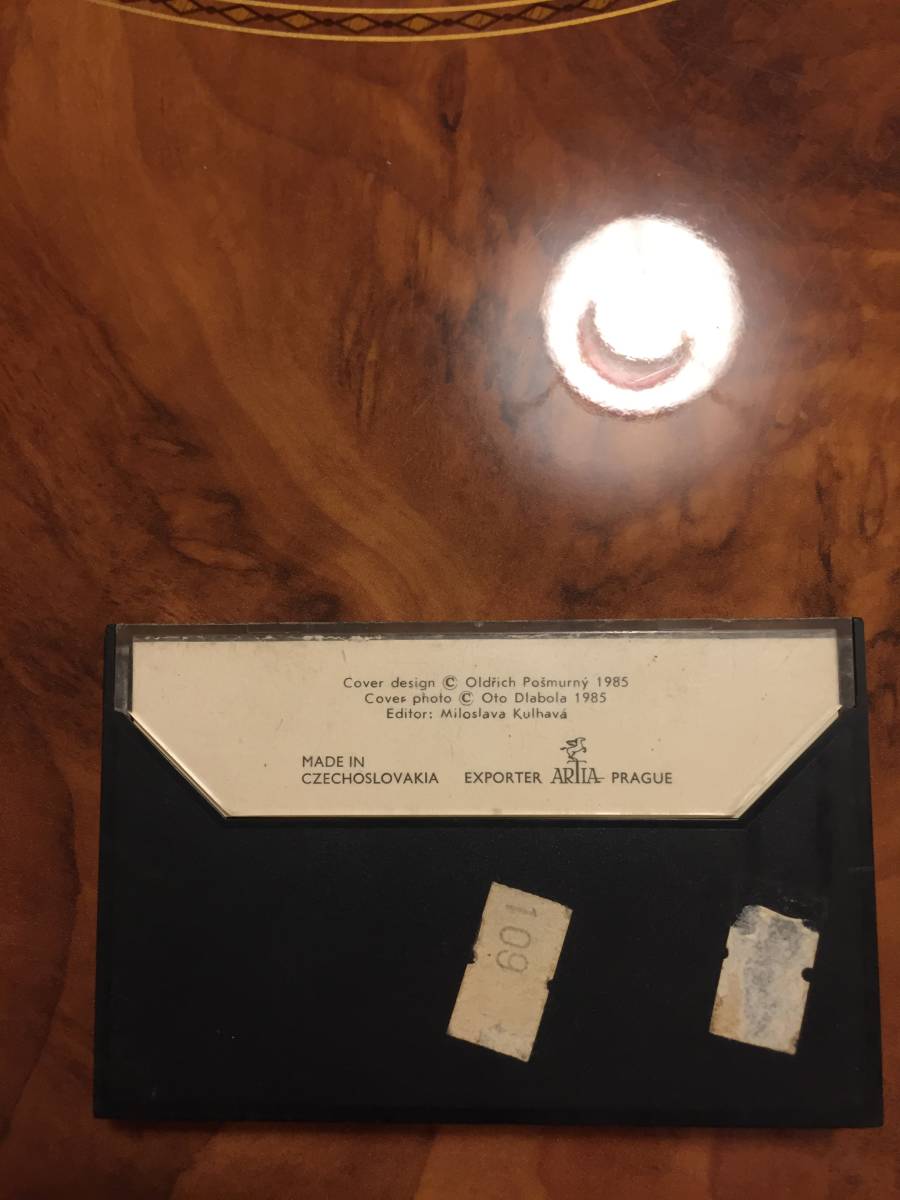 Cover design © Oldřich Pošmurný 1985
Cover photo © Oto Dlabola 1985
Editor: Miloslava Kulhavá
MADE IN
CZECHOSLOVAKIA EXPORTER ARTIA PRAGUE
109